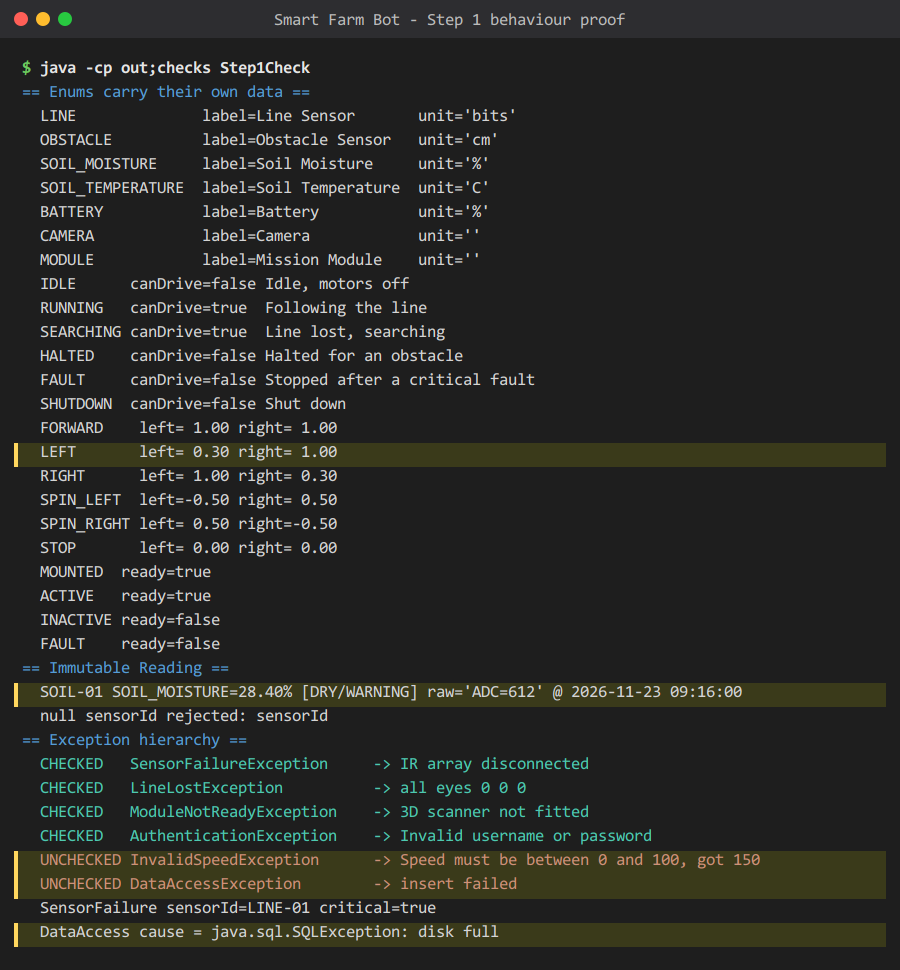 Smart Farm Bot - Step 1 behaviour proof
$ java -cp out;checks Step1Check
== Enums carry their own data ==
LINE              label=Line Sensor       unit='bits'
OBSTACLE          label=Obstacle Sensor   unit='cm'
SOIL_MOISTURE     label=Soil Moisture     unit='%'
SOIL_TEMPERATURE  label=Soil Temperature  unit='C'
BATTERY           label=Battery           unit='%'
CAMERA            label=Camera            unit=''
MODULE            label=Mission Module    unit=''
IDLE      canDrive=false Idle, motors off
RUNNING   canDrive=true  Following the line
SEARCHING canDrive=true  Line lost, searching
HALTED    canDrive=false Halted for an obstacle
FAULT     canDrive=false Stopped after a critical fault
SHUTDOWN  canDrive=false Shut down
FORWARD    left= 1.00 right= 1.00
LEFT       left= 0.30 right= 1.00
RIGHT      left= 1.00 right= 0.30
SPIN_LEFT  left=-0.50 right= 0.50
SPIN_RIGHT left= 0.50 right=-0.50
STOP       left= 0.00 right= 0.00
MOUNTED  ready=true
ACTIVE   ready=true
INACTIVE ready=false
FAULT    ready=false
== Immutable Reading ==
SOIL-01 SOIL_MOISTURE=28.40% [DRY/WARNING] raw='ADC=612' @ 2026-11-23 09:16:00
null sensorId rejected: sensorId
== Exception hierarchy ==
CHECKED   SensorFailureException     -> IR array disconnected
CHECKED   LineLostException          -> all eyes 0 0 0
CHECKED   ModuleNotReadyException    -> 3D scanner not fitted
CHECKED   AuthenticationException    -> Invalid username or password
UNCHECKED InvalidSpeedException      -> Speed must be between 0 and 100, got 150
UNCHECKED DataAccessException        -> insert failed
SensorFailure sensorId=LINE-01 critical=true
DataAccess cause = java.sql.SQLException: disk full